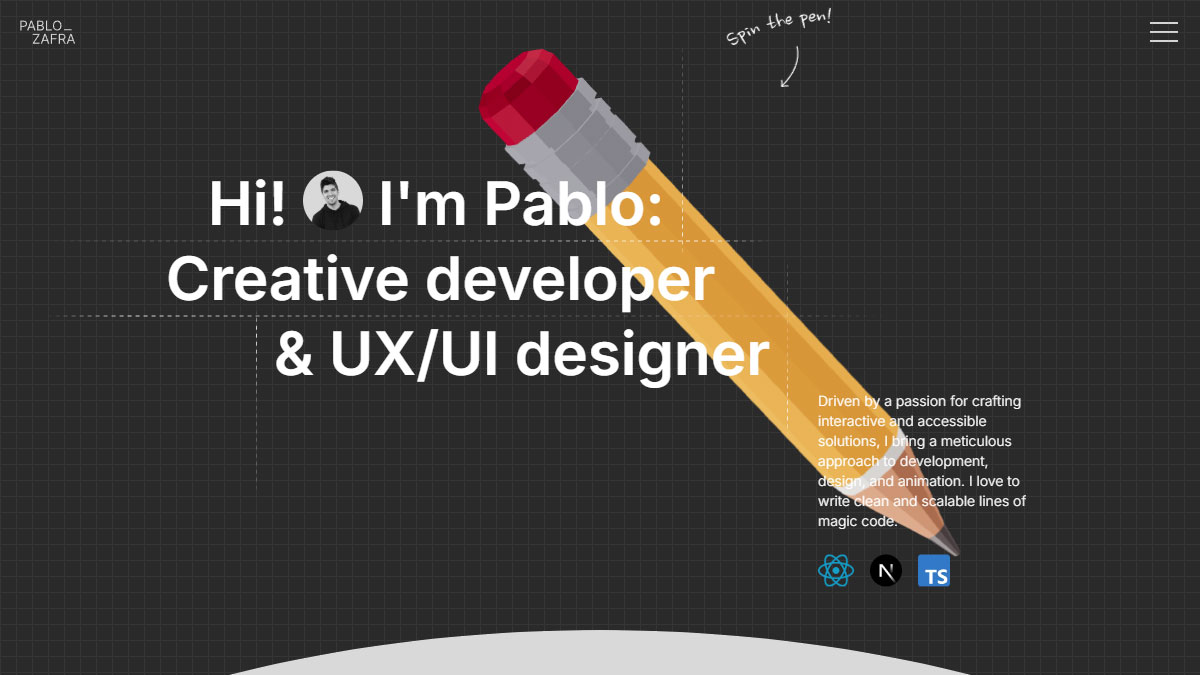 PABLO_
ZAFRA
Spin the pen!
Hi! I'm Pablo:
Creative developer
& UX/UI designer
Driven by a passion for crafting
interactive and accessible
solutions, I bring a meticulous
approach to development,
design, and animation. I love to
write clean and scalable lines of
magic code.
N
TS